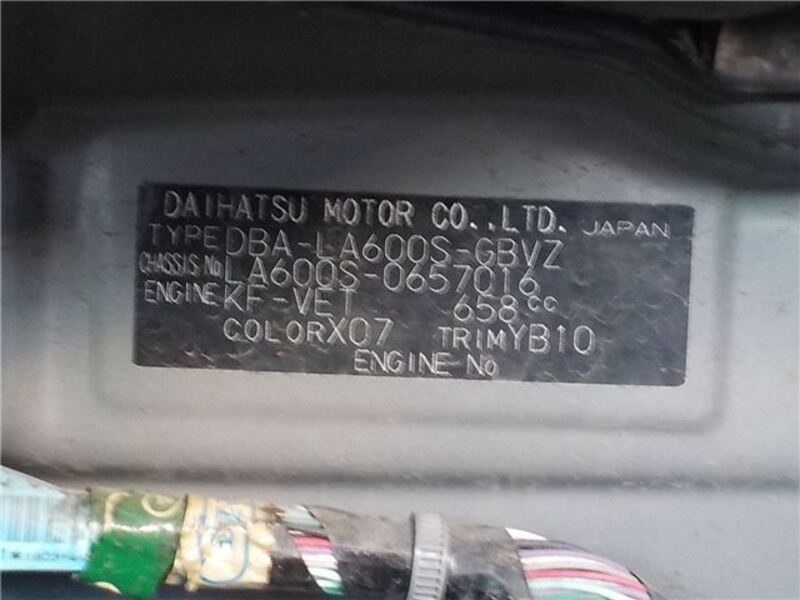 DAIHATSU MOTOR CO.,LTD. JAPAN
TYPE DBA-LA600S-GBVZ
CHASSIS No LA600S-0657016
ENGINE KF-VET 658cc
COLOR X07 TRIM YB10
ENGINE No